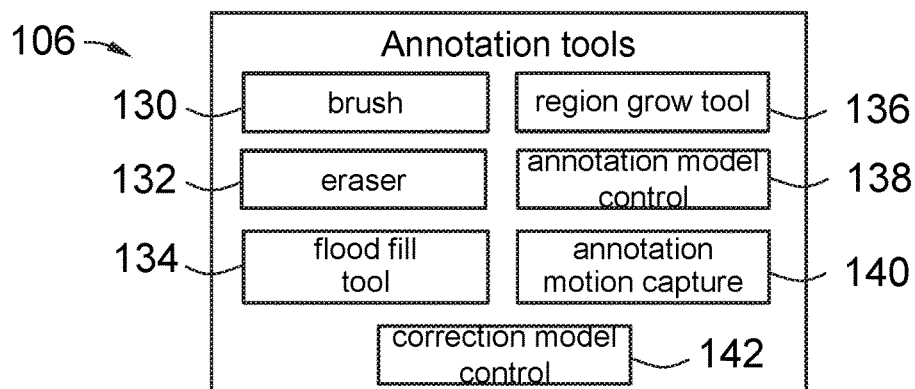 106
Annotation tools
130 brush region grow tool 136
132 eraser annotation model control 138
134 flood fill tool annotation motion capture 140
correction model control 142